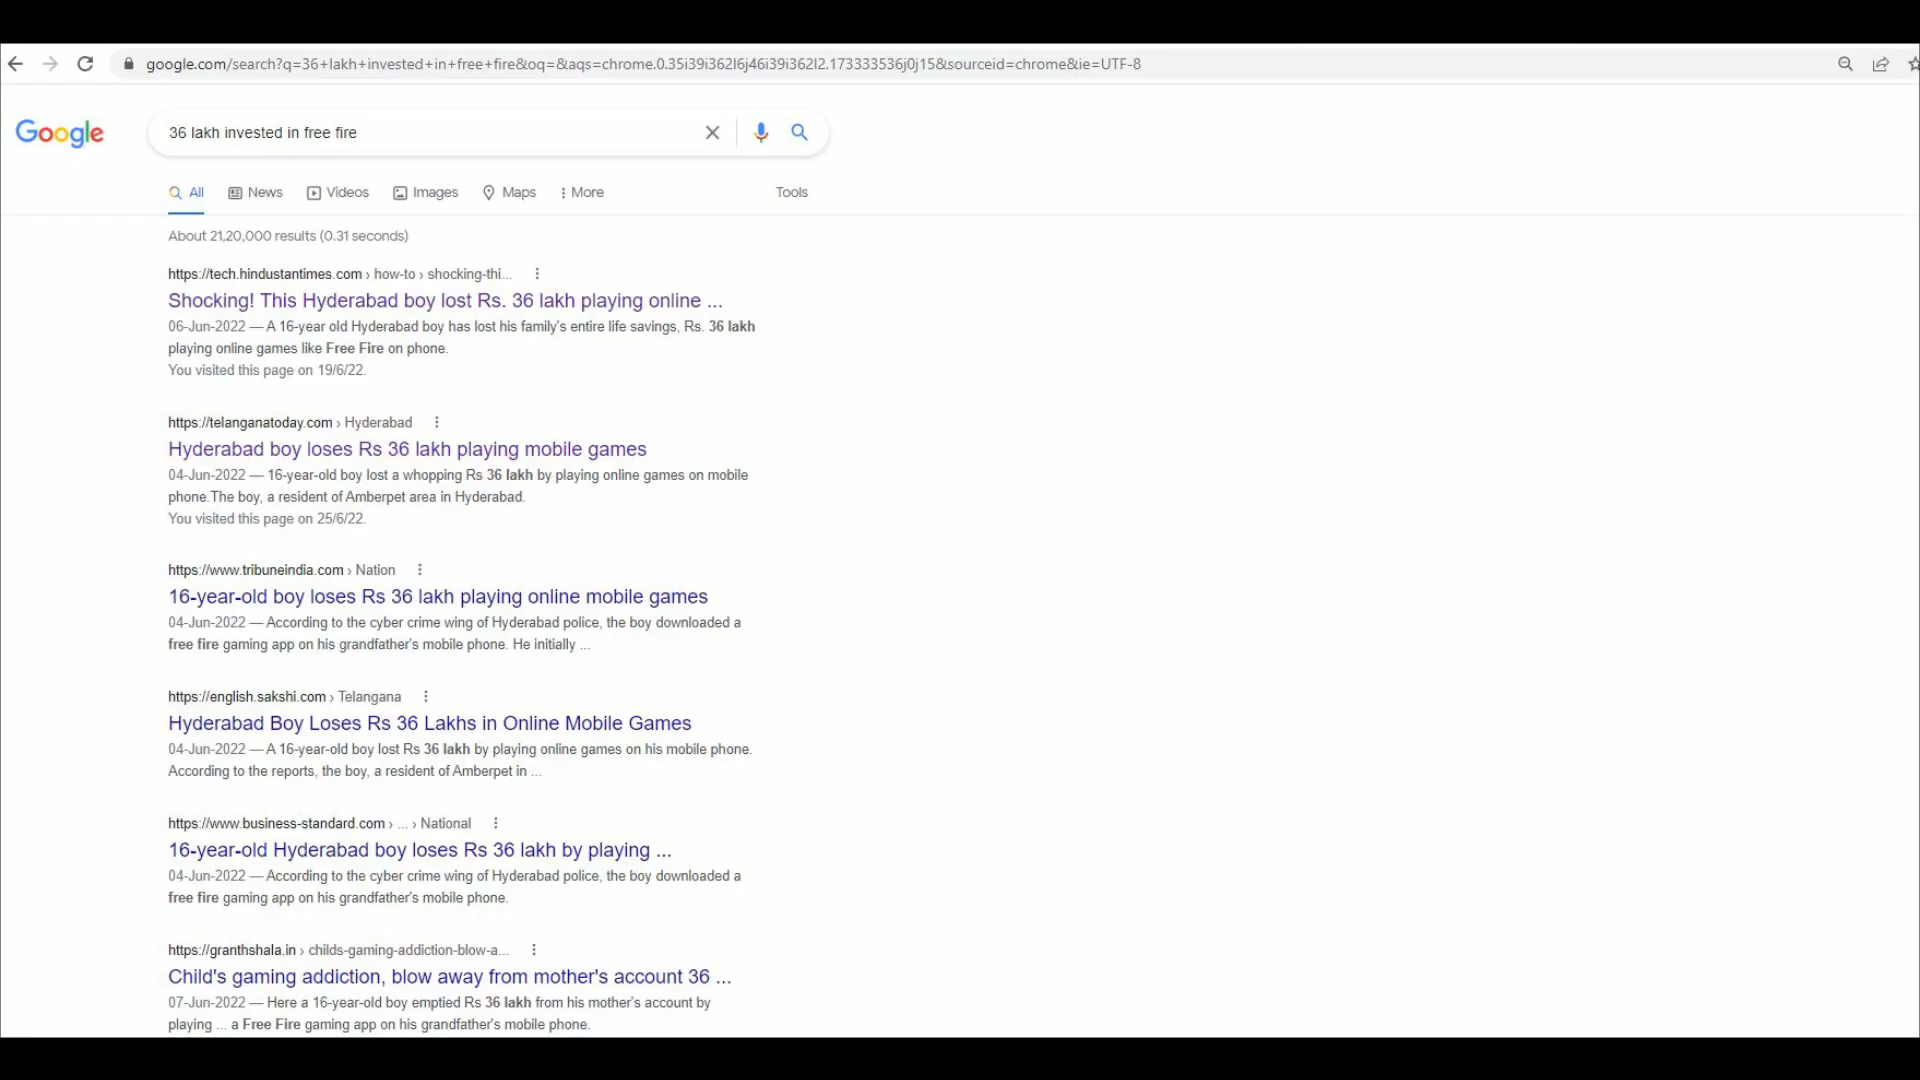 google.com/search?q=36+lakh+invested+in+free+fire&oq=&aqs=chrome.0.35i39i362l6j46i39i362l2.173333536j0j15&sourceid=chrome&ie=UTF-8
Google
36 lakh invested in free fire
All News Videos Images Maps More Tools
About 21,20,000 results (0.31 seconds)
https://tech.hindustantimes.com › how-to › shocking-thi...
Shocking! This Hyderabad boy lost Rs. 36 lakh playing online ...
06-Jun-2022 — A 16-year old Hyderabad boy has lost his family's entire life savings, Rs. 36 lakh
playing online games like Free Fire on phone.
You visited this page on 19/6/22.
https://telanganatoday.com › Hyderabad
Hyderabad boy loses Rs 36 lakh playing mobile games
04-Jun-2022 — 16-year-old boy lost a whopping Rs 36 lakh by playing online games on mobile
phone.The boy, a resident of Amberpet area in Hyderabad.
You visited this page on 25/6/22.
https://www.tribuneindia.com › Nation
16-year-old boy loses Rs 36 lakh playing online mobile games
04-Jun-2022 — According to the cyber crime wing of Hyderabad police, the boy downloaded a
free fire gaming app on his grandfather's mobile phone. He initially ...
https://english.sakshi.com › Telangana
Hyderabad Boy Loses Rs 36 Lakhs in Online Mobile Games
04-Jun-2022 — A 16-year-old boy lost Rs 36 lakh by playing online games on his mobile phone.
According to the reports, the boy, a resident of Amberpet in ...
https://www.business-standard.com › ... › National
16-year-old Hyderabad boy loses Rs 36 lakh by playing ...
04-Jun-2022 — According to the cyber crime wing of Hyderabad police, the boy downloaded a
free fire gaming app on his grandfather's mobile phone.
https://granthshala.in › childs-gaming-addiction-blow-a...
Child's gaming addiction, blow away from mother's account 36 ...
07-Jun-2022 — Here a 16-year-old boy emptied Rs 36 lakh from his mother's account by
playing ... a Free Fire gaming app on his grandfather's mobile phone.